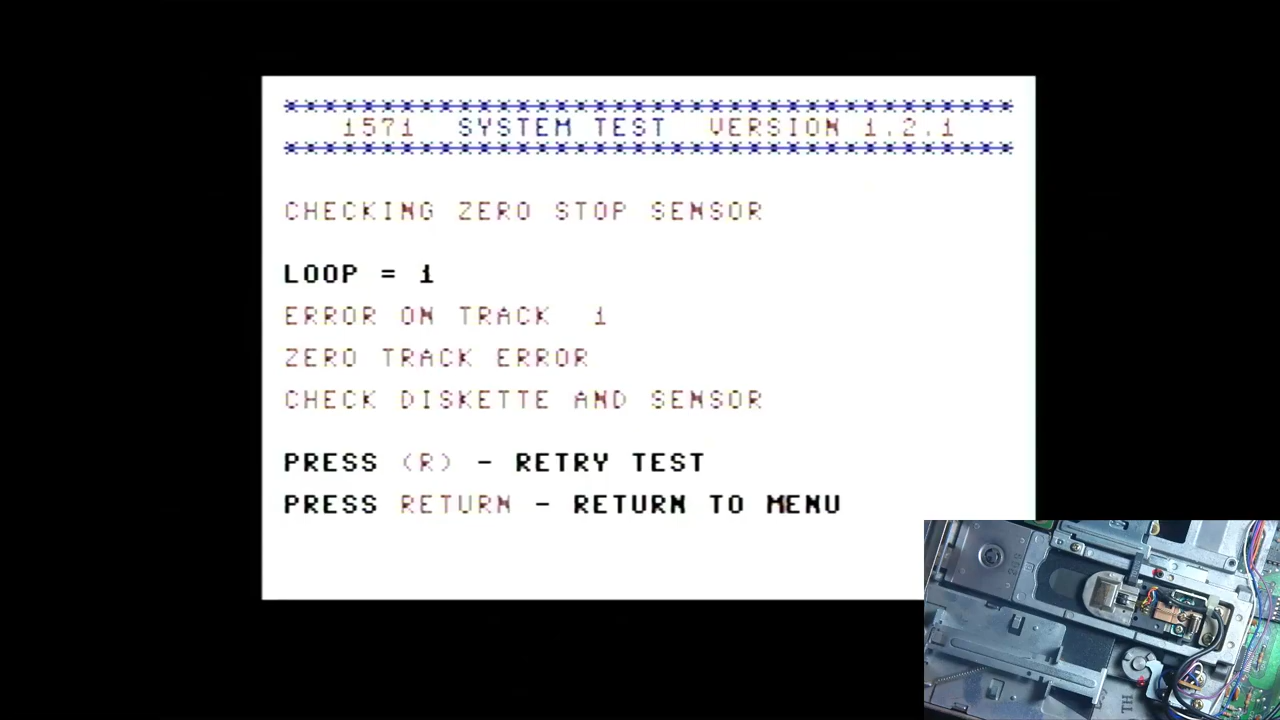 ****************************************
1571 SYSTEM TEST VERSION 1.2.1
****************************************
CHECKING ZERO STOP SENSOR
LOOP = 1
ERROR ON TRACK 1
ZERO TRACK ERROR
CHECK DISKETTE AND SENSOR
PRESS (R) - RETRY TEST
PRESS RETURN - RETURN TO MENU